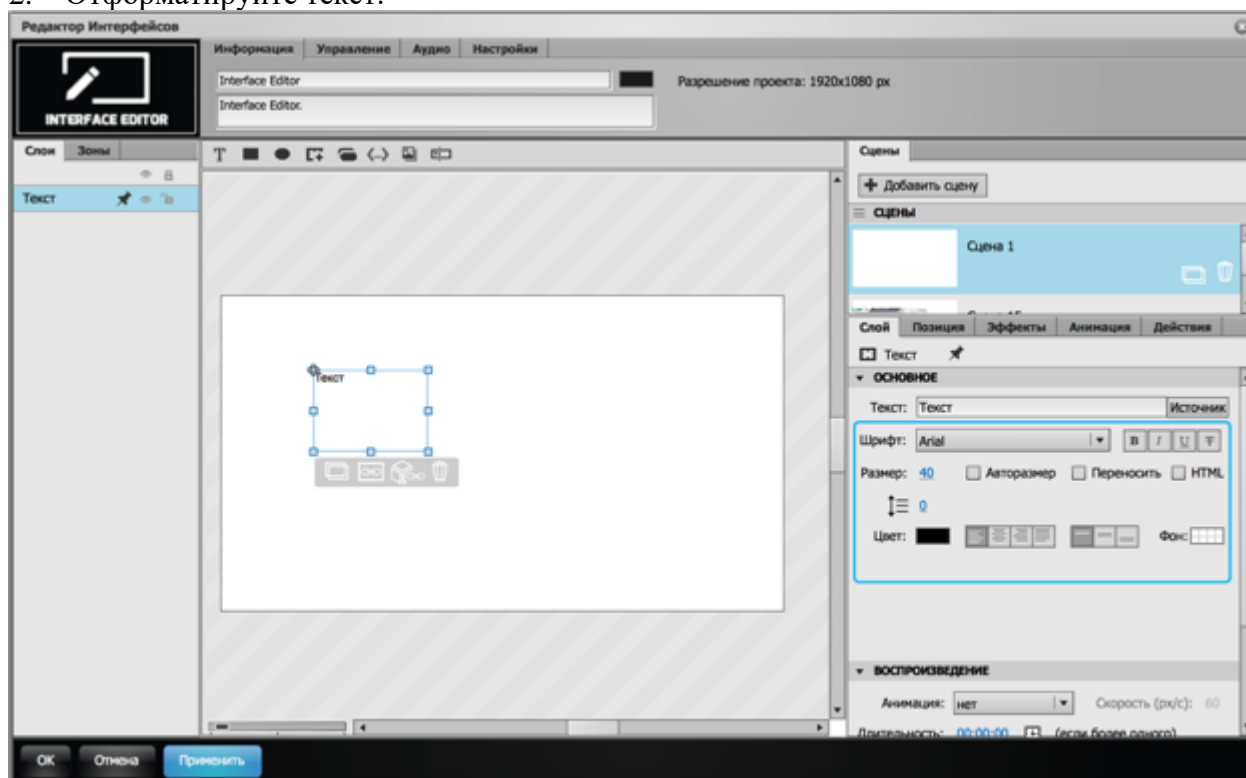 2. Отформатируйте текст.
Редактор Интерфейсов
INTERFACE EDITOR
Информация Управление Аудио Настройки
Interface Editor
Разрешение проекта: 1920x1080 px
Interface Editor.
Слои Зоны
Текст
T
Текст
Сцены
Добавить сцену
СЦЕНЫ
Сцена 1
Слой Позиция Эффекты Анимация Действия
Текст
ОСНОВНОЕ
Текст: Текст Источник
Шрифт: Arial B I U T
Размер: 40 Авторазмер Переносить HTML
0
Цвет: Фон:
ВОСПРОИЗВЕДЕНИЕ
Анимация: нет Скорость (px/с): 60
Длительность: 00:00:00 (если более одного)
ОК Отмена Применить